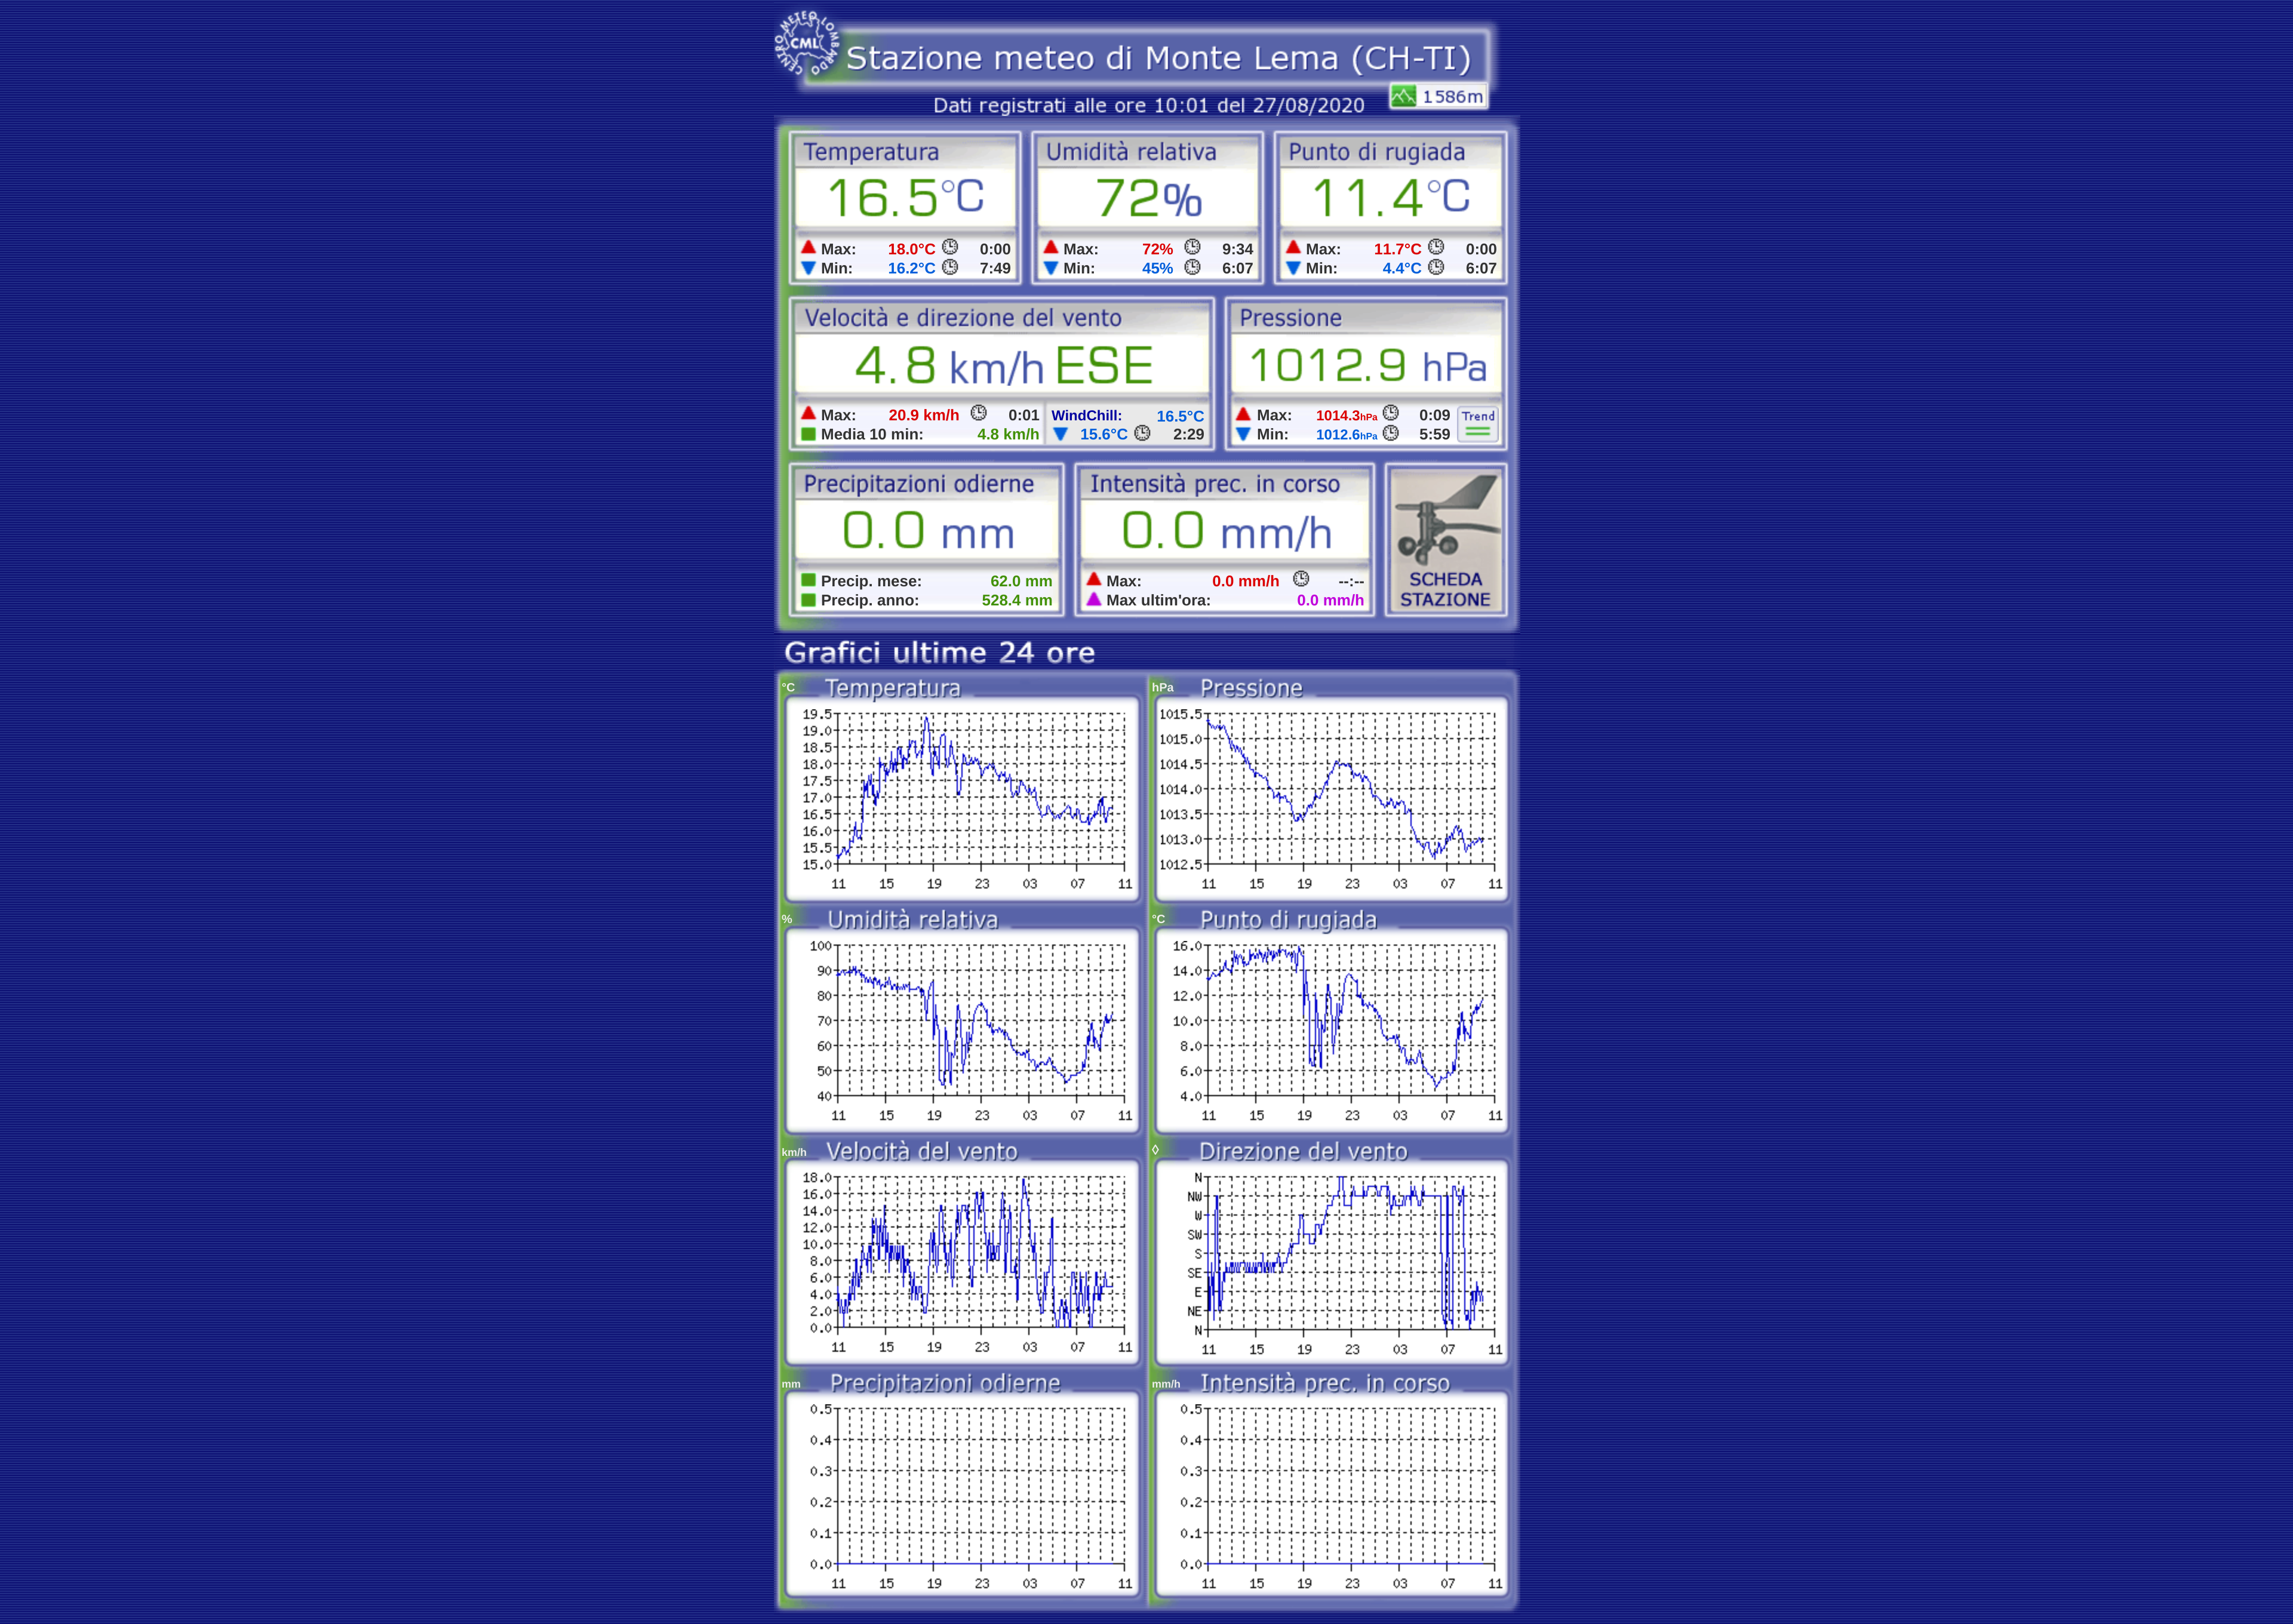 CENTRO METEO LOMBARDO
CML
Stazione meteo di Monte Lema (CH-TI)
1586m
Dati registrati alle ore 10:01 del 27/08/2020
Temperatura
16.5°C
Max: 18.0°C 0:00
Min: 16.2°C 7:49
Umidità relativa
72%
Max: 72% 9:34
Min: 45% 6:07
Punto di rugiada
11.4°C
Max: 11.7°C 0:00
Min: 4.4°C 6:07
Velocità e direzione del vento
4.8 km/h ESE
Max: 20.9 km/h 0:01
Media 10 min: 4.8 km/h
WindChill: 16.5°C
15.6°C 2:29
Pressione
1012.9 hPa
Max: 1014.3hPa 0:09
Min: 1012.6hPa 5:59
Trend
Precipitazioni odierne
0.0 mm
Precip. mese: 62.0 mm
Precip. anno: 528.4 mm
Intensità prec. in corso
0.0 mm/h
Max: 0.0 mm/h --:--
Max ultim'ora: 0.0 mm/h
SCHEDA
STAZIONE
Grafici ultime 24 ore
°C Temperatura
19.5
19.0
18.5
18.0
17.5
17.0
16.5
16.0
15.5
15.0
11 15 19 23 03 07 11
hPa Pressione
1015.5
1015.0
1014.5
1014.0
1013.5
1013.0
1012.5
11 15 19 23 03 07 11
% Umidità relativa
100
90
80
70
60
50
40
11 15 19 23 03 07 11
°C Punto di rugiada
16.0
14.0
12.0
10.0
8.0
6.0
4.0
11 15 19 23 03 07 11
km/h Velocità del vento
18.0
16.0
14.0
12.0
10.0
8.0
6.0
4.0
2.0
0.0
11 15 19 23 03 07 11
◊ Direzione del vento
N
NW
W
SW
S
SE
E
NE
N
11 15 19 23 03 07 11
mm Precipitazioni odierne
0.5
0.4
0.3
0.2
0.1
0.0
11 15 19 23 03 07 11
mm/h Intensità prec. in corso
0.5
0.4
0.3
0.2
0.1
0.0
11 15 19 23 03 07 11